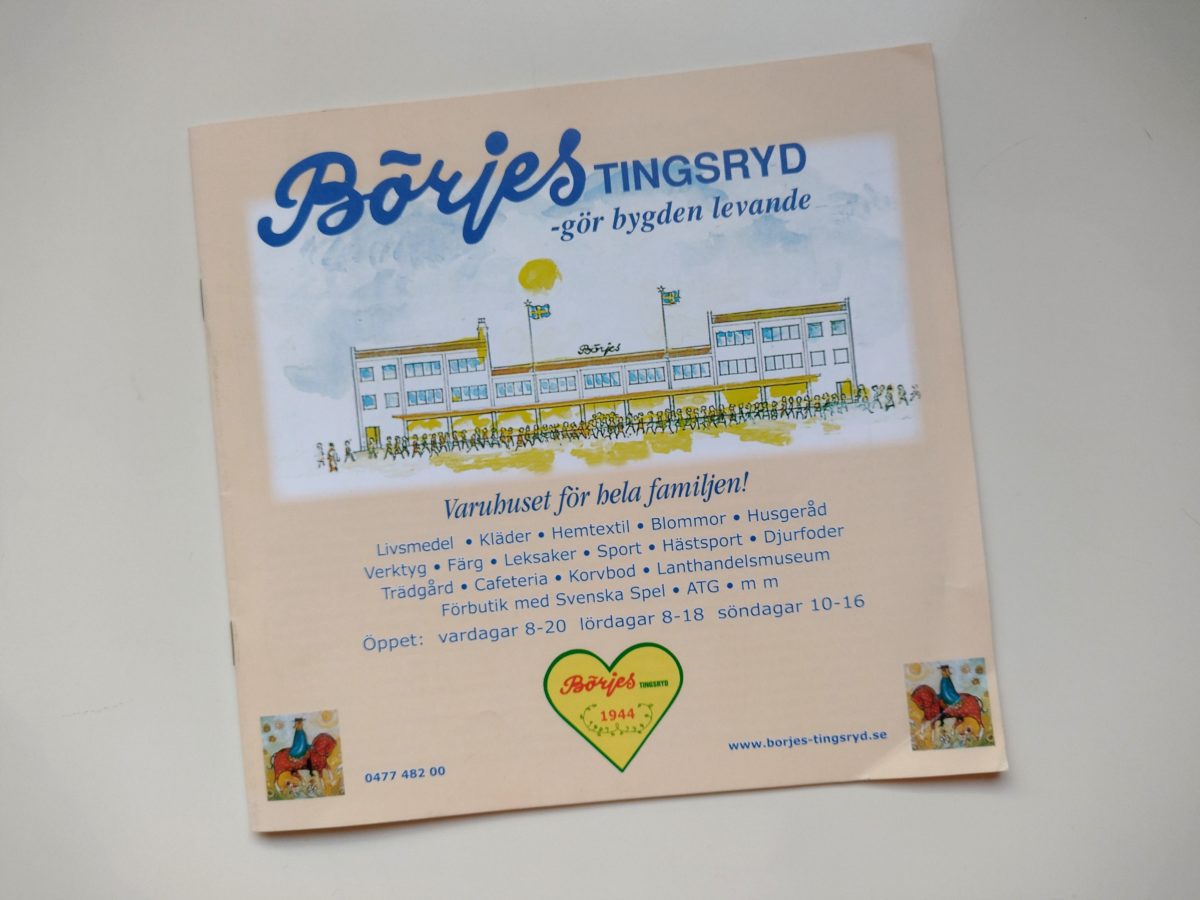 Börjes TINGSRYD
-gör bygden levande
Börjes
Varuhuset för hela familjen!
Livsmedel • Kläder • Hemtextil • Blommor • Husgeråd
Verktyg • Färg • Leksaker • Sport • Hästsport • Djurfoder
Trädgård • Cafeteria • Korvbod • Lanthandelsmuseum
Förbutik med Svenska Spel • ATG • m m
Öppet: vardagar 8-20 lördagar 8-18 söndagar 10-16
Börjes TINGSRYD
1944
0477 482 00
www.borjes-tingsryd.se